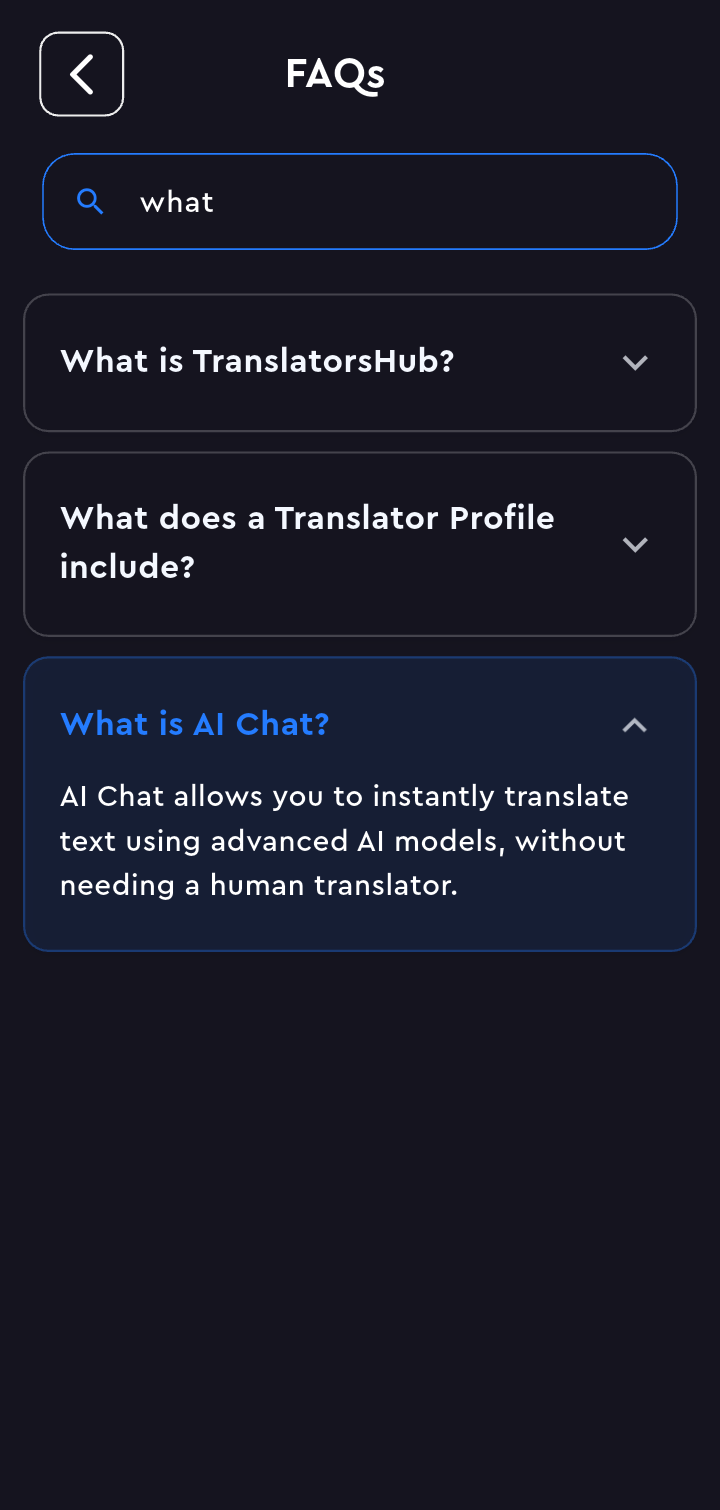 FAQs
what
What is TranslatorsHub?
What does a Translator Profile
include?
What is AI Chat?
AI Chat allows you to instantly translate
text using advanced AI models, without
needing a human translator.